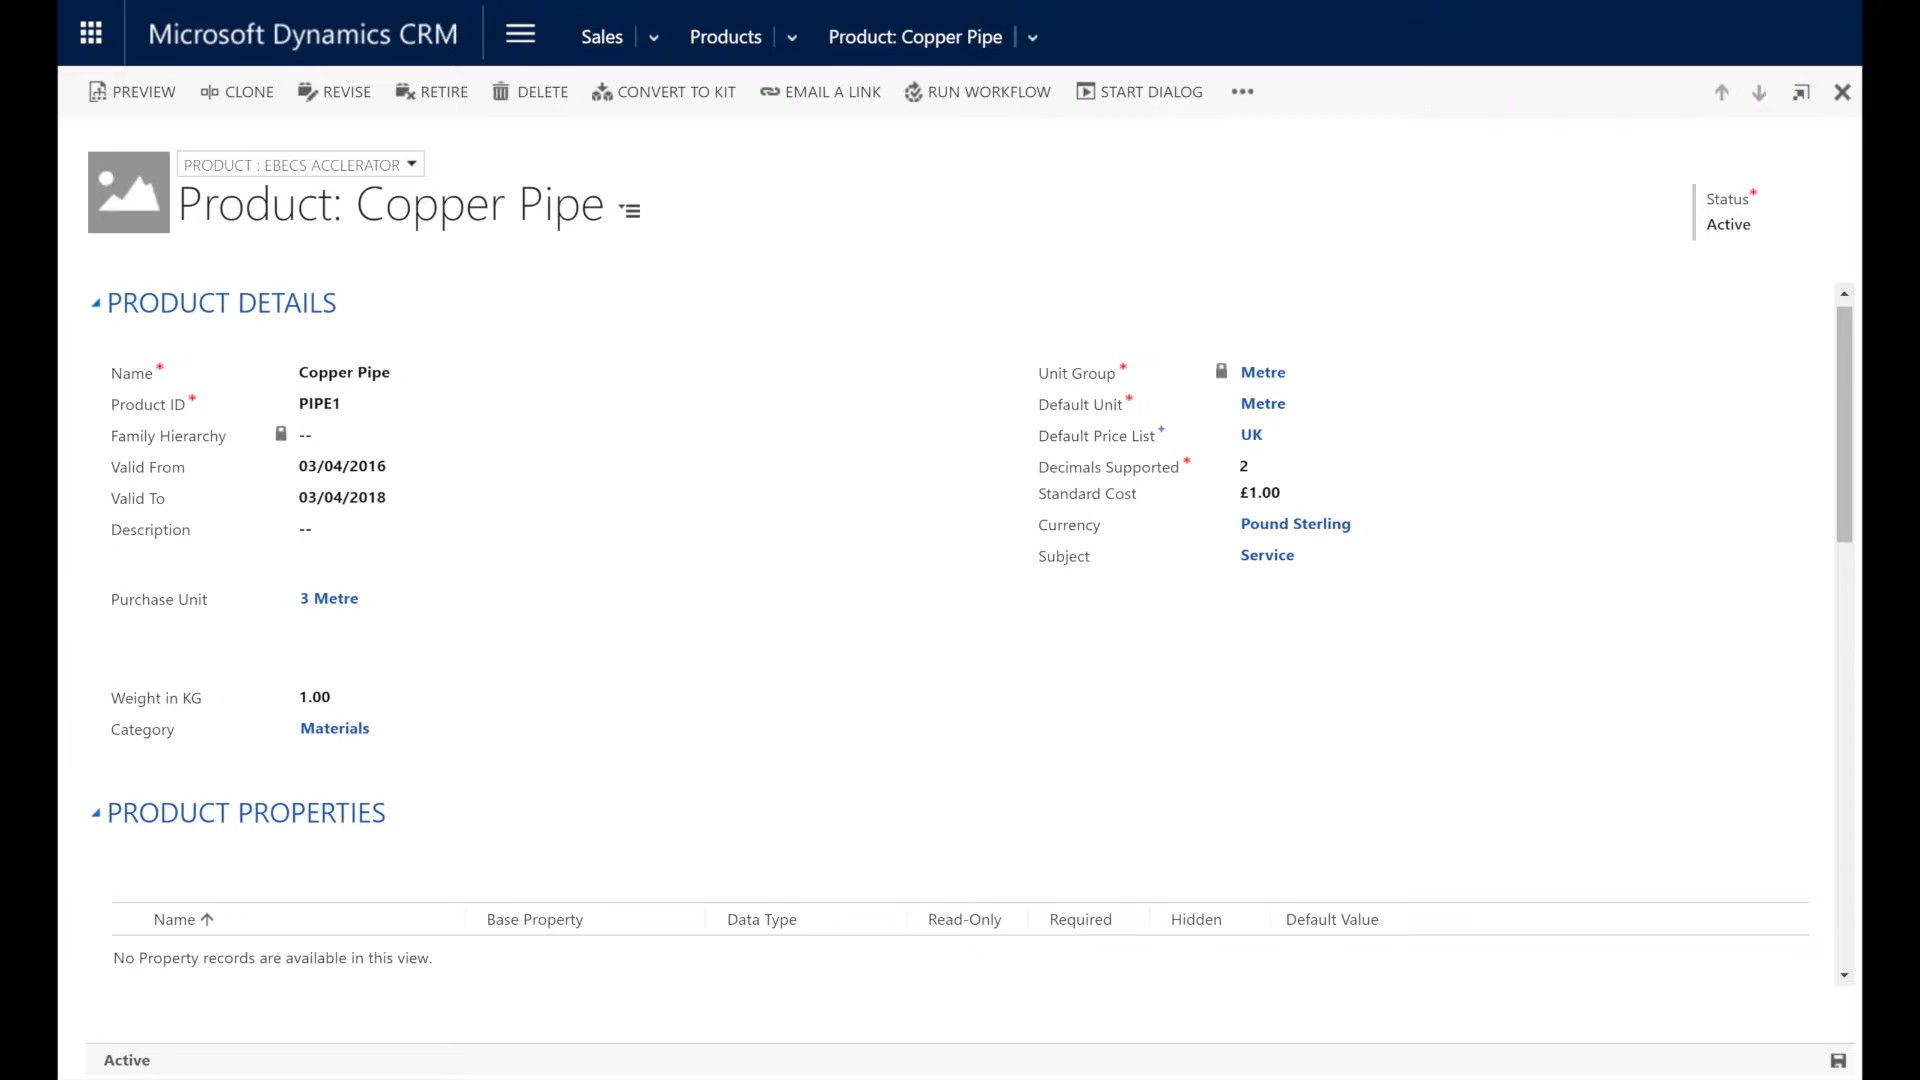 Microsoft Dynamics CRM
Sales
Products
Product: Copper Pipe
PREVIEW
CLONE
REVISE
RETIRE
DELETE
CONVERT TO KIT
EMAIL A LINK
RUN WORKFLOW
START DIALOG
PRODUCT : EBECS ACCLERATOR
Product: Copper Pipe
Status*
Active
PRODUCT DETAILS
Name* Copper Pipe
Product ID* PIPE1
Family Hierarchy --
Valid From 03/04/2016
Valid To 03/04/2018
Description --
Purchase Unit 3 Metre
Weight in KG 1.00
Category Materials
Unit Group* Metre
Default Unit* Metre
Default Price List+ UK
Decimals Supported* 2
Standard Cost £1.00
Currency Pound Sterling
Subject Service
PRODUCT PROPERTIES
Name Base Property Data Type Read-Only Required Hidden Default Value
No Property records are available in this view.
Active